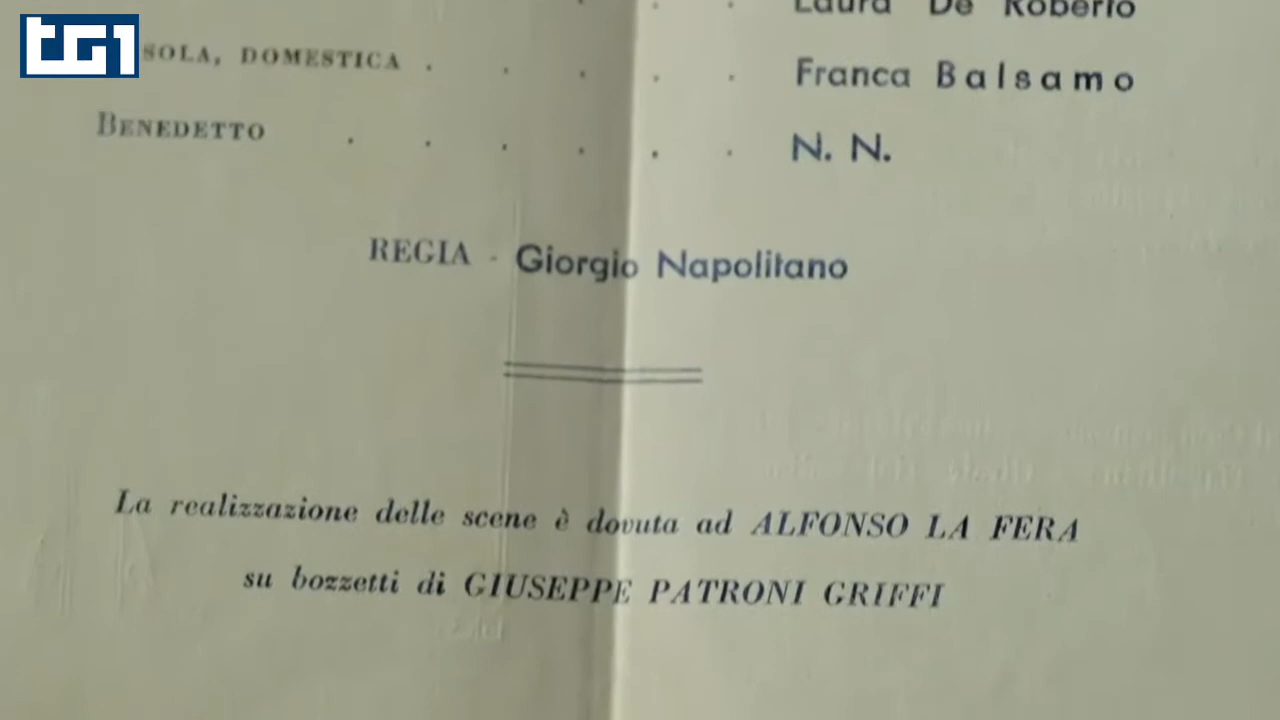 TG1
Laura De Roberto
SOLA, DOMESTICA . . . . . Franca Balsamo
BENEDETTO . . . . . . N. N.
REGIA - Giorgio Napolitano
La realizzazione delle scene è dovuta ad ALFONSO LA FERA
su bozzetti di GIUSEPPE PATRONI GRIFFI